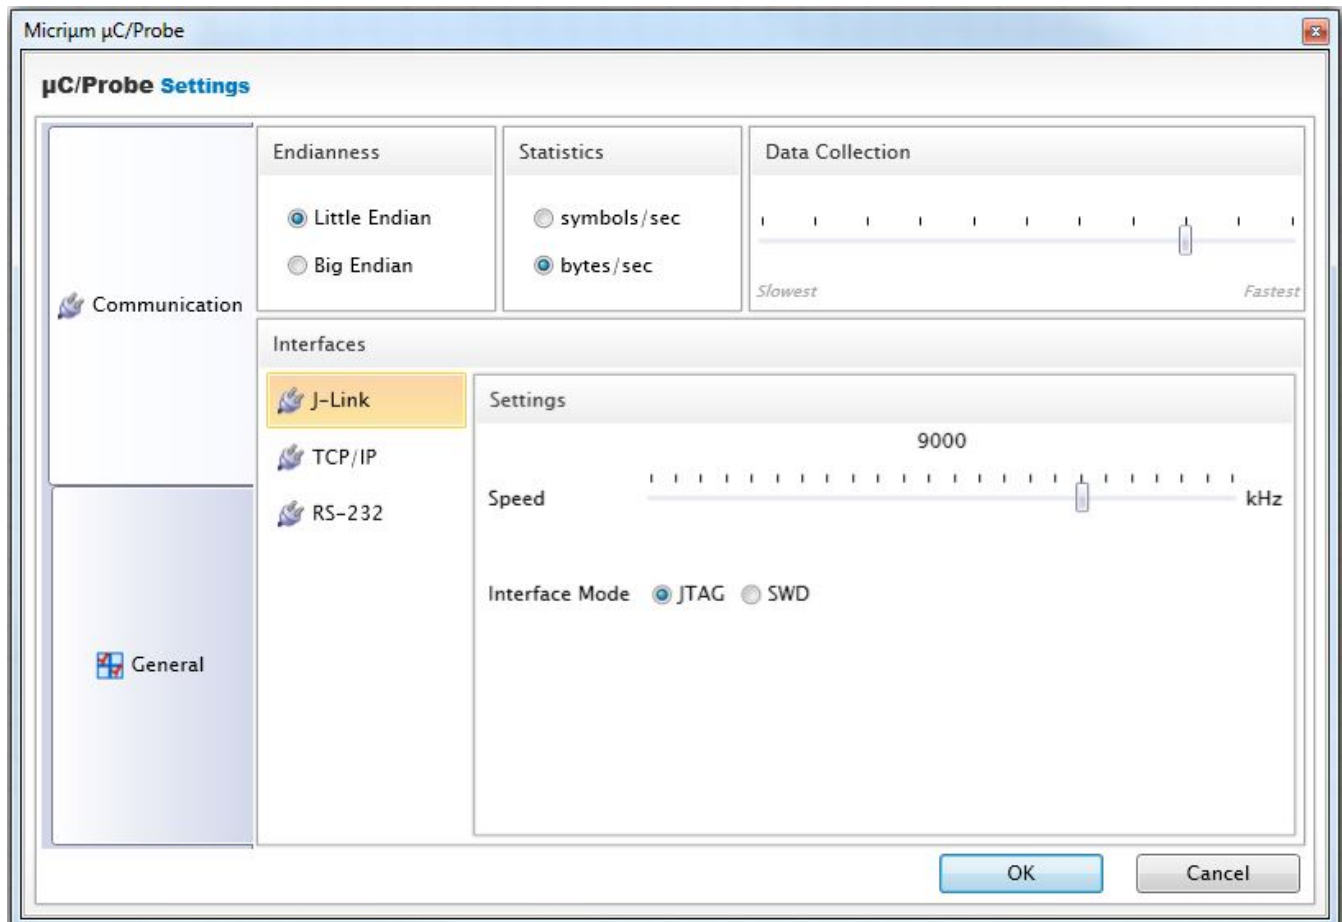 Micriμm μC/Probe
μC/Probe Settings
Communication
General
Endianness
Little Endian
Big Endian
Statistics
symbols/sec
bytes/sec
Data Collection
Slowest
Fastest
Interfaces
J-Link
TCP/IP
RS-232
Settings
9000
Speed
kHz
Interface Mode JTAG SWD
OK
Cancel